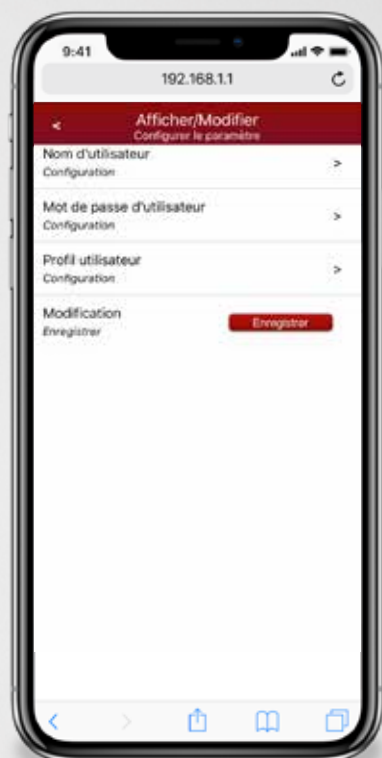 9:41
192.168.1.1
< Afficher/Modifier
Configurer le paramètre
Nom d'utilisateur >
Configuration
Mot de passe d'utilisateur >
Configuration
Profil utilisateur >
Configuration
Modification Enregistrer
Enregistrer